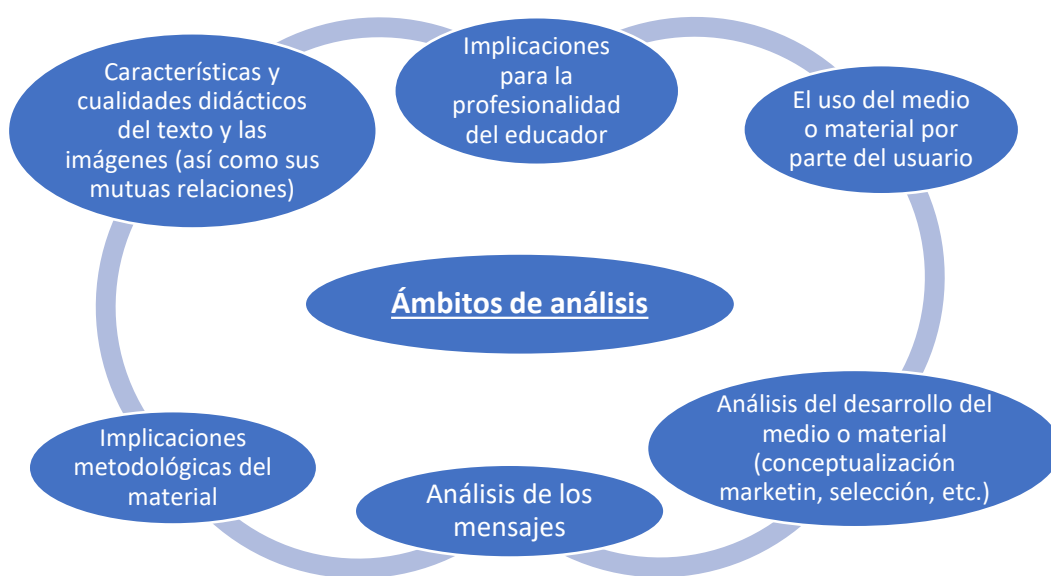 Implicaciones
para la
profesionalidad
del educador
El uso del medio
o material por
parte del usuario
Análisis del desarrollo del
medio o material
(conceptualización
marketin, selección, etc.)
Análisis de los
mensajes
Implicaciones
metodológicas del
material
Características y
cualidades didácticos
del texto y las
imágenes (así como sus
mutuas relaciones)
Ámbitos de análisis